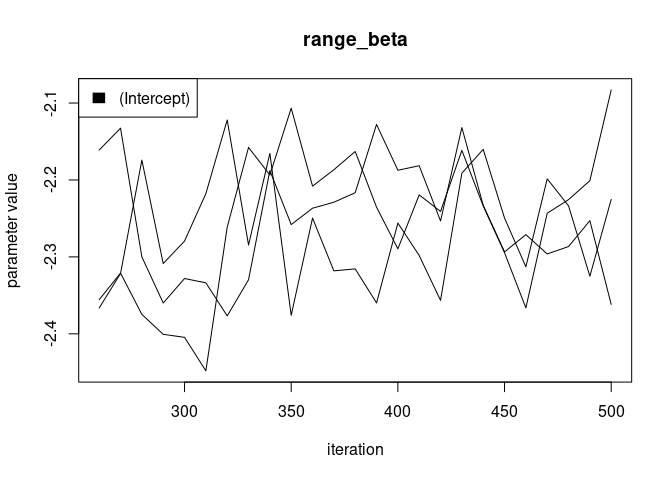 range_beta
(Intercept)
parameter value
-2.1
-2.2
-2.3
-2.4
300 350 400 450 500
iteration